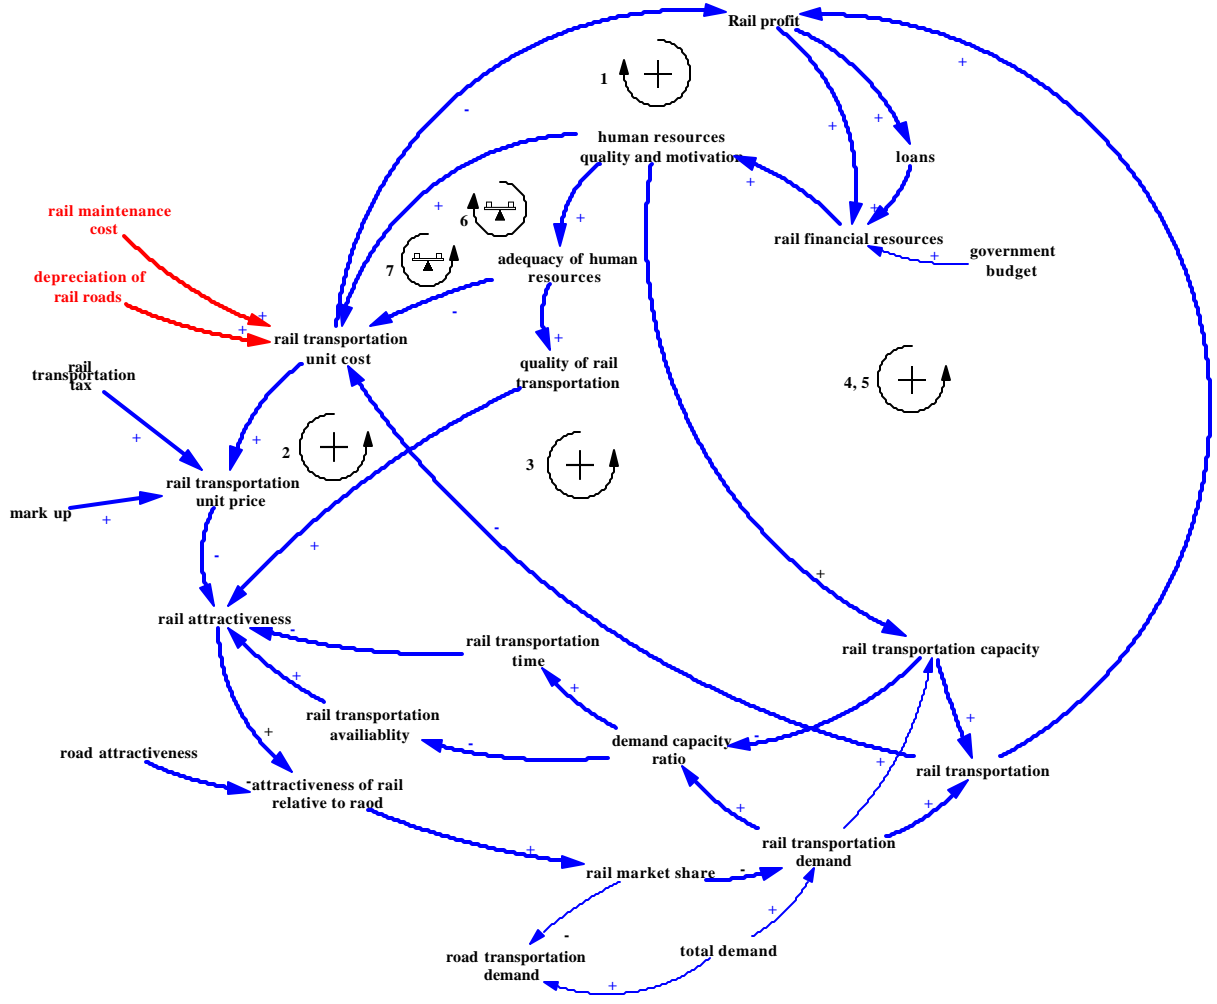 Rail profit
+
1
-
+
+
human resources
quality and motivation
loans
+
+
+
+
6
rail maintenance
cost
rail financial resources
7
adequacy of human
resources
government
budget
+
depreciation of
rail roads
+
+
-
rail transportation
unit cost
+
quality of rail
transportation
rail
transportation
tax
4, 5
+
+
2
3
rail transportation
unit price
mark up
+
-
-
+
+
rail attractiveness
-
rail transportation
time
rail transportation capacity
+
+
rail transportation
availiablity
+
+
-
demand capacity
ratio
-
road attractiveness
+
rail transportation
-
attractiveness of rail
relative to raod
+
+
rail transportation
demand
+
rail market share
-
+
-
road transportation
demand
total demand
+